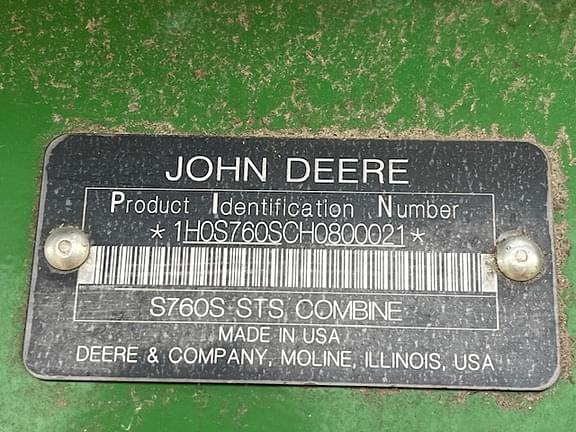 JOHN DEERE
Product Identification Number
*1H0S760SCH0800021*
S760S STS COMBINE
MADE IN USA
DEERE & COMPANY, MOLINE, ILLINOIS, USA